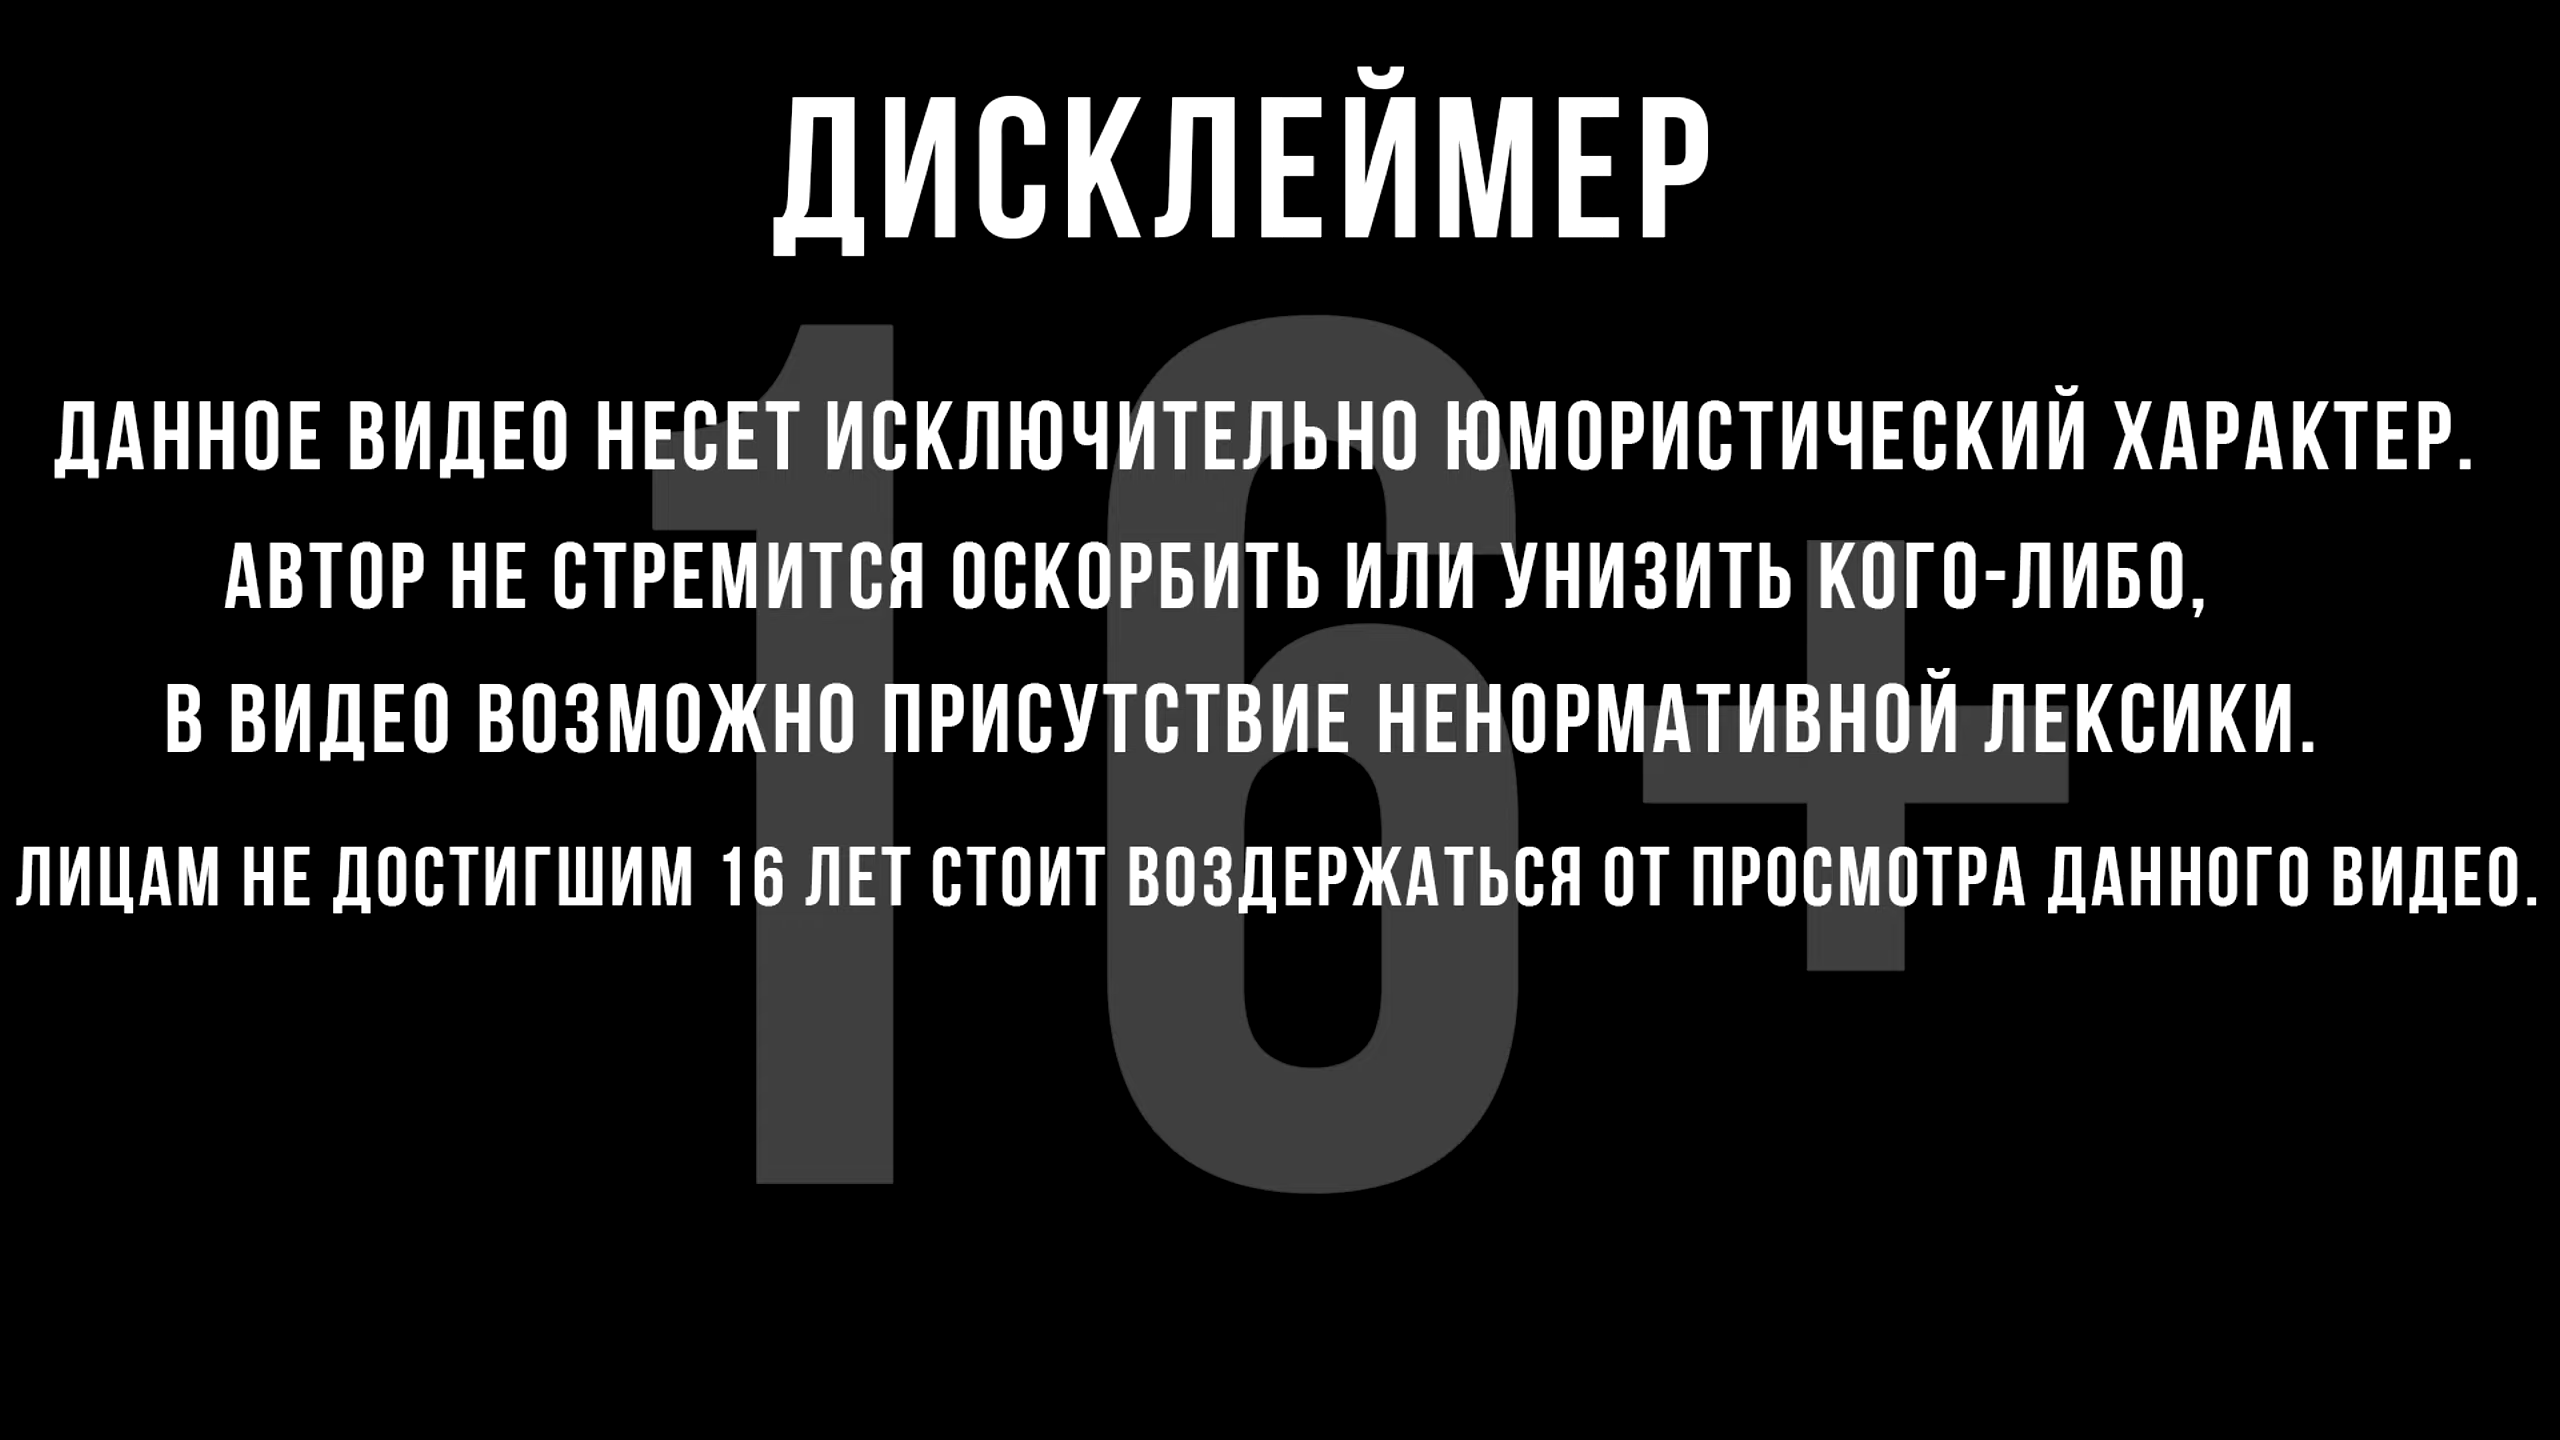 ДИСКЛЕЙМЕР
ДАННОЕ ВИДЕО НЕСЕТ ИСКЛЮЧИТЕЛЬНО ЮМОРИСТИЧЕСКИЙ ХАРАКТЕР.
АВТОР НЕ СТРЕМИТСЯ ОСКОРБИТЬ ИЛИ УНИЗИТЬ КОГО-ЛИБО,
В ВИДЕО ВОЗМОЖНО ПРИСУТСТВИЕ НЕНОРМАТИВНОЙ ЛЕКСИКИ.
ЛИЦАМ НЕ ДОСТИГШИМ 16 ЛЕТ СТОИТ ВОЗДЕРЖАТЬСЯ ОТ ПРОСМОТРА ДАННОГО ВИДЕО.
16+